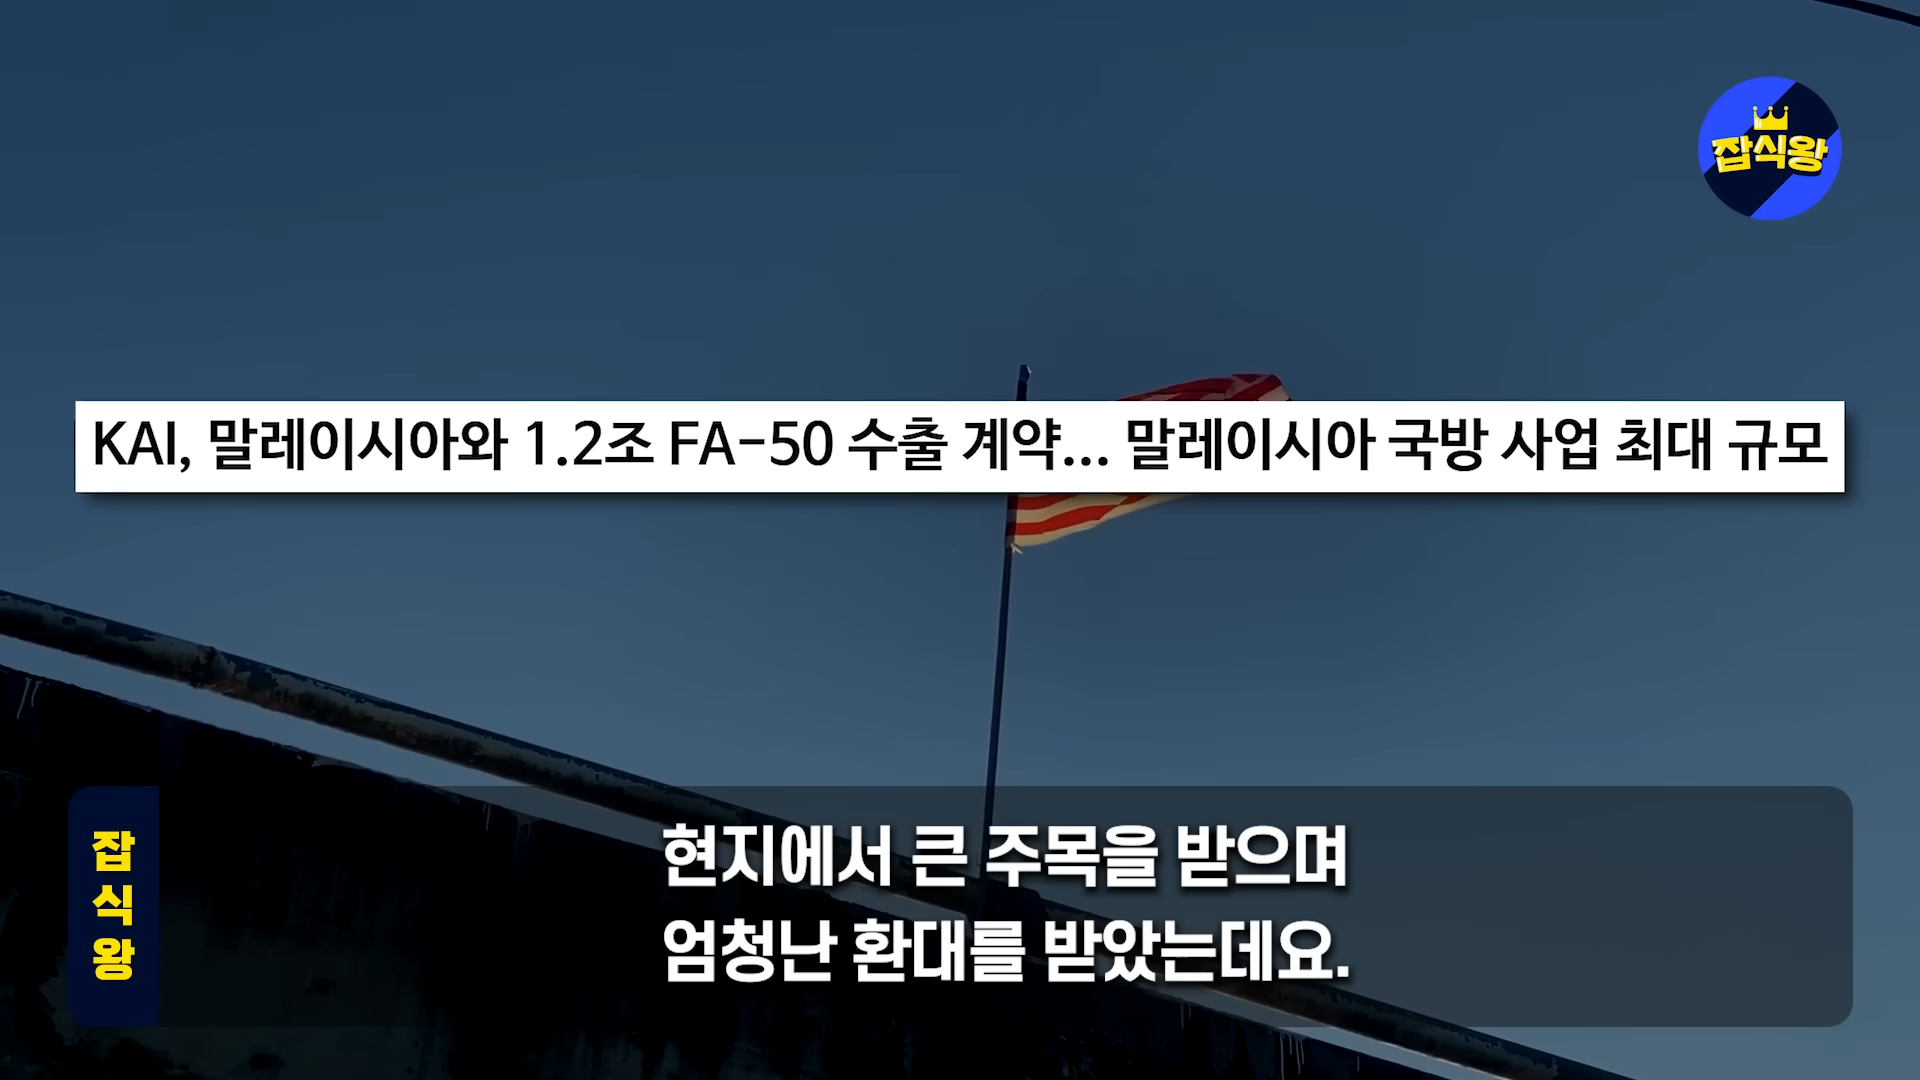 잡식왕
KAI, 말레이시아와 1.2조 FA-50 수출 계약... 말레이시아 국방 사업 최대 규모
잡식왕
현지에서 큰 주목을 받으며
엄청난 환대를 받았는데요.